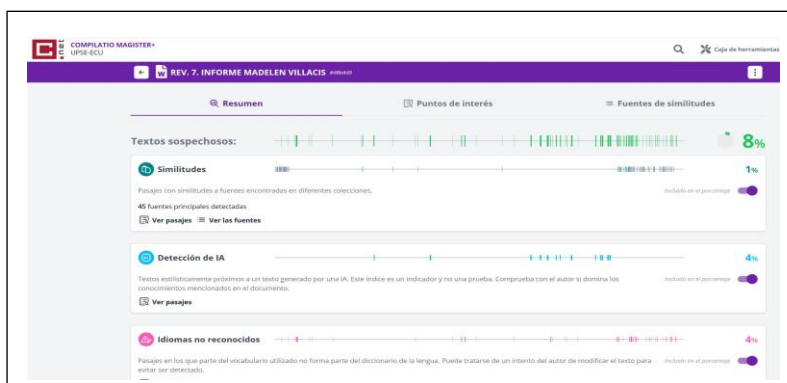 COMPILATIO MAGISTER+
UPSE-ECU
Caja de herramientas
REV. 7. INFORME MADELEN VILLACIS
Resumen
Puntos de interés
Fuentes de similitudes
Textos sospechosos:
8%
Similitudes
1%
Pasajes con similitudes a fuentes encontradas en diferentes colecciones.
Incluido en el porcentaje
45 fuentes principales detectadas
Ver pasajes
Ver las fuentes
Detección de IA
4%
Textos estilísticamente próximos a un texto generado por una IA. Este índice es un indicador y no una prueba. Comprueba con el autor si domina los
conocimientos mencionados en el documento.
Incluido en el porcentaje
Ver pasajes
Idiomas no reconocidos
4%
Pasajes en los que parte del vocabulario utilizado no forma parte del diccionario de la lengua. Puede tratarse de un intento del autor de modificar el texto para
evitar ser detectado.
Incluido en el porcentaje